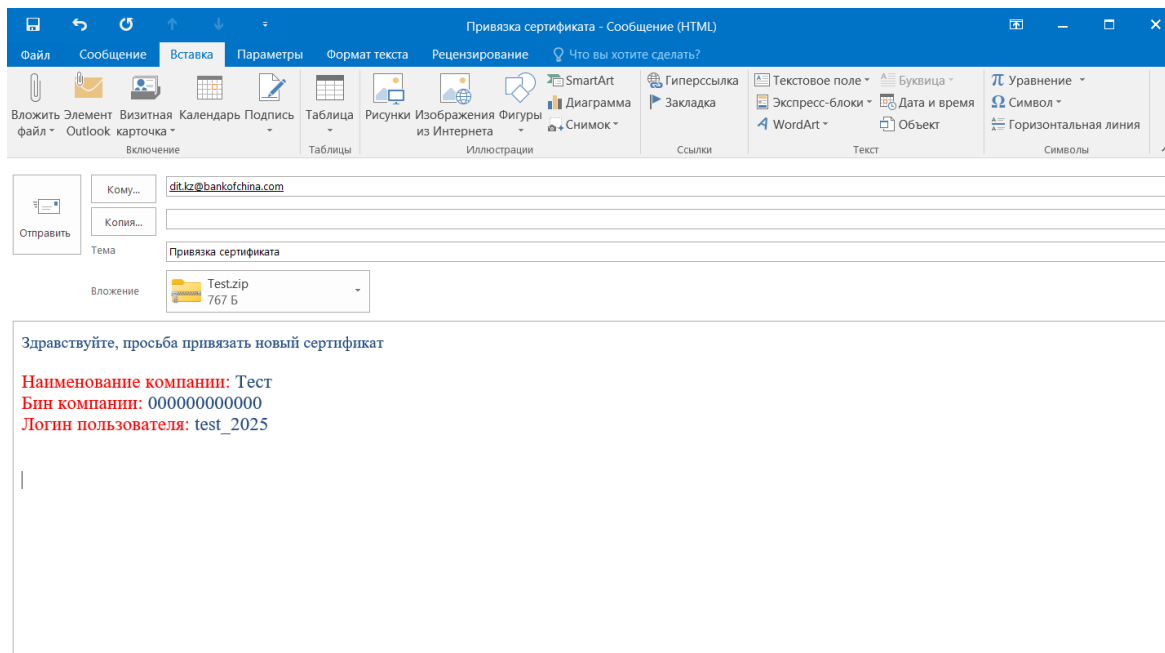 Привязка сертификата - Сообщение (HTML)
Файл Сообщение Вставка Параметры Формат текста Рецензирование Что вы хотите сделать?
Вложить файл
Элемент Outlook
Визитная карточка
Календарь
Подпись
Таблица
Рисунки
Изображения из Интернета
Фигуры
SmartArt
Диаграмма
Снимок
Гиперссылка
Закладка
Текстовое поле
Экспресс-блоки
WordArt
Буквица
Дата и время
Объект
π Уравнение
Ω Символ
Горизонтальная линия
Включение Таблицы Иллюстрации Ссылки Текст Символы
Отправить
Кому... dit.kz@bankofchina.com
Копия...
Тема Привязка сертификата
Вложение Test.zip
767 Б
Здравствуйте, просьба привязать новый сертификат
Наименование компании: Тест
Бин компании: 000000000000
Логин пользователя: test_2025